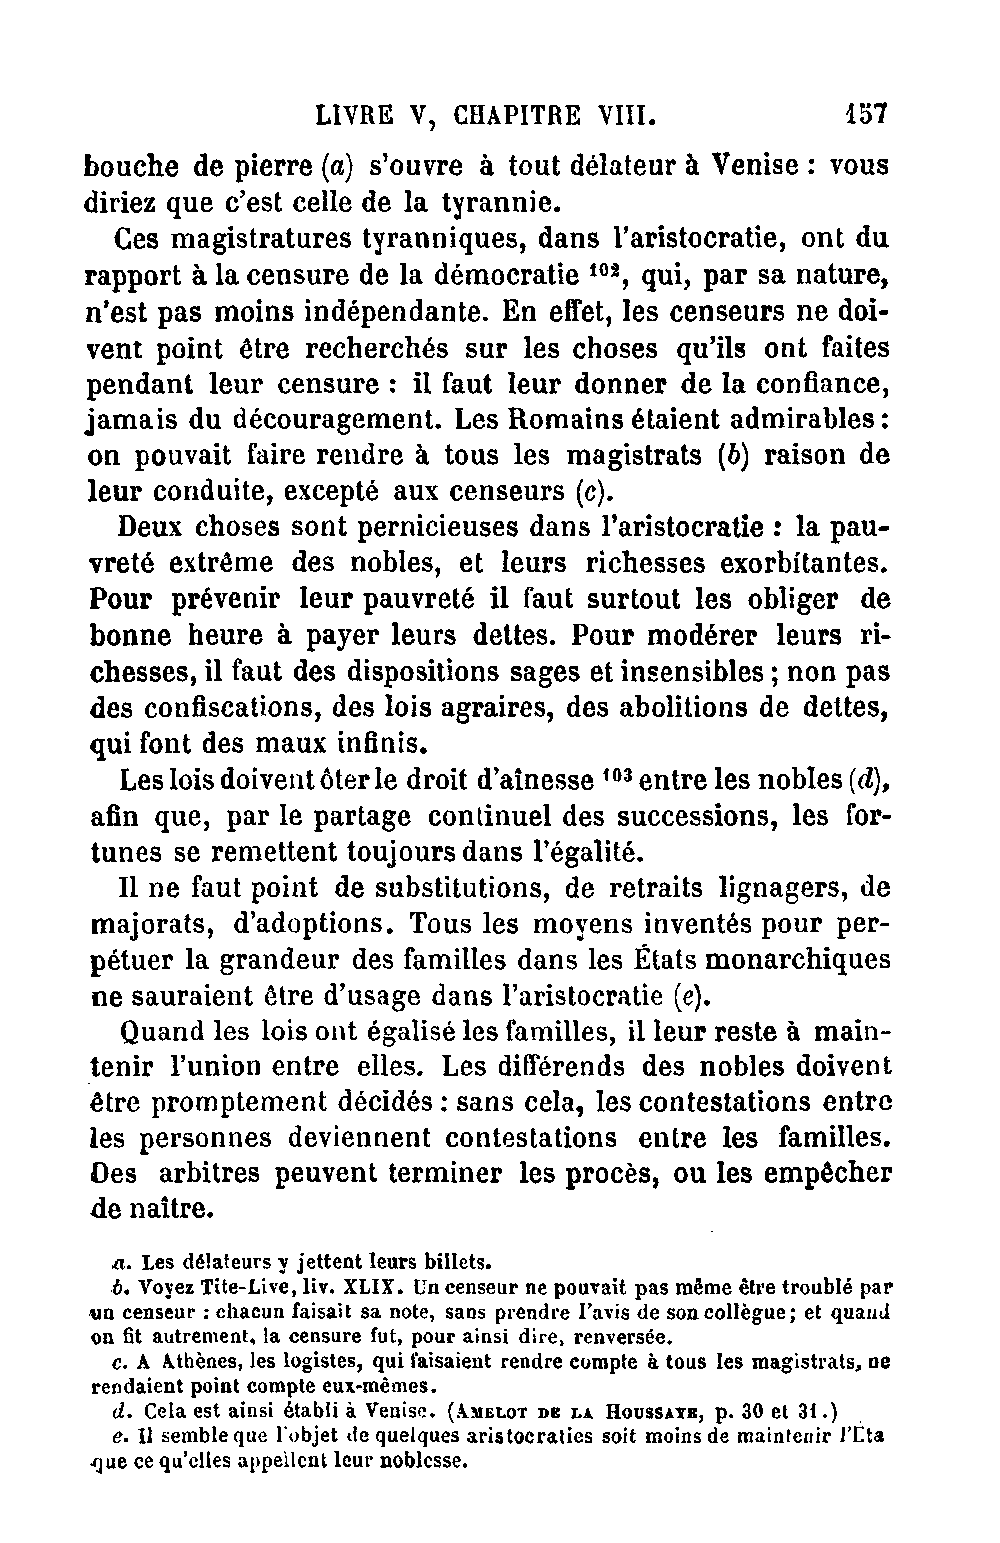 LIVRE V, CHAPITRE VIII. 157
bouche de pierre (a) s'ouvre à tout délateur à Venise : vous
diriez que c'est celle de la tyrannie.
Ces magistratures tyranniques, dans l'aristocratie, ont du
rapport à la censure de la démocratie ¹⁰², qui, par sa nature,
n'est pas moins indépendante. En effet, les censeurs ne doi-
vent point être recherchés sur les choses qu'ils ont faites
pendant leur censure : il faut leur donner de la confiance,
jamais du découragement. Les Romains étaient admirables :
on pouvait faire rendre à tous les magistrats (b) raison de
leur conduite, excepté aux censeurs (c).
Deux choses sont pernicieuses dans l'aristocratie : la pau-
vreté extrême des nobles, et leurs richesses exorbitantes.
Pour prévenir leur pauvreté il faut surtout les obliger de
bonne heure à payer leurs dettes. Pour modérer leurs ri-
chesses, il faut des dispositions sages et insensibles ; non pas
des confiscations, des lois agraires, des abolitions de dettes,
qui font des maux infinis.
Les lois doivent ôter le droit d'aînesse ¹⁰³ entre les nobles (d),
afin que, par le partage continuel des successions, les for-
tunes se remettent toujours dans l'égalité.
Il ne faut point de substitutions, de retraits lignagers, de
majorats, d'adoptions. Tous les moyens inventés pour per-
pétuer la grandeur des familles dans les États monarchiques
ne sauraient être d'usage dans l'aristocratie (e).
Quand les lois ont égalisé les familles, il leur reste à main-
tenir l'union entre elles. Les différends des nobles doivent
être promptement décidés : sans cela, les contestations entre
les personnes deviennent contestations entre les familles.
Des arbitres peuvent terminer les procès, ou les empêcher
de naître.
a. Les délateurs y jettent leurs billets.
b. Voyez Tite-Live, liv. XLIX. Un censeur ne pouvait pas même être troublé par
un censeur : chacun faisait sa note, sans prendre l'avis de son collègue ; et quand
on fit autrement, la censure fut, pour ainsi dire, renversée.
c. A Athènes, les logistes, qui faisaient rendre compte à tous les magistrats, ne
rendaient point compte eux-mêmes.
d. Cela est ainsi établi à Venise. (AMELOT DE LA HOUSSAYE, p. 30 et 31.)
e. Il semble que l'objet de quelques aristocraties soit moins de maintenir l'Éta
que ce qu'elles appellent leur noblesse.